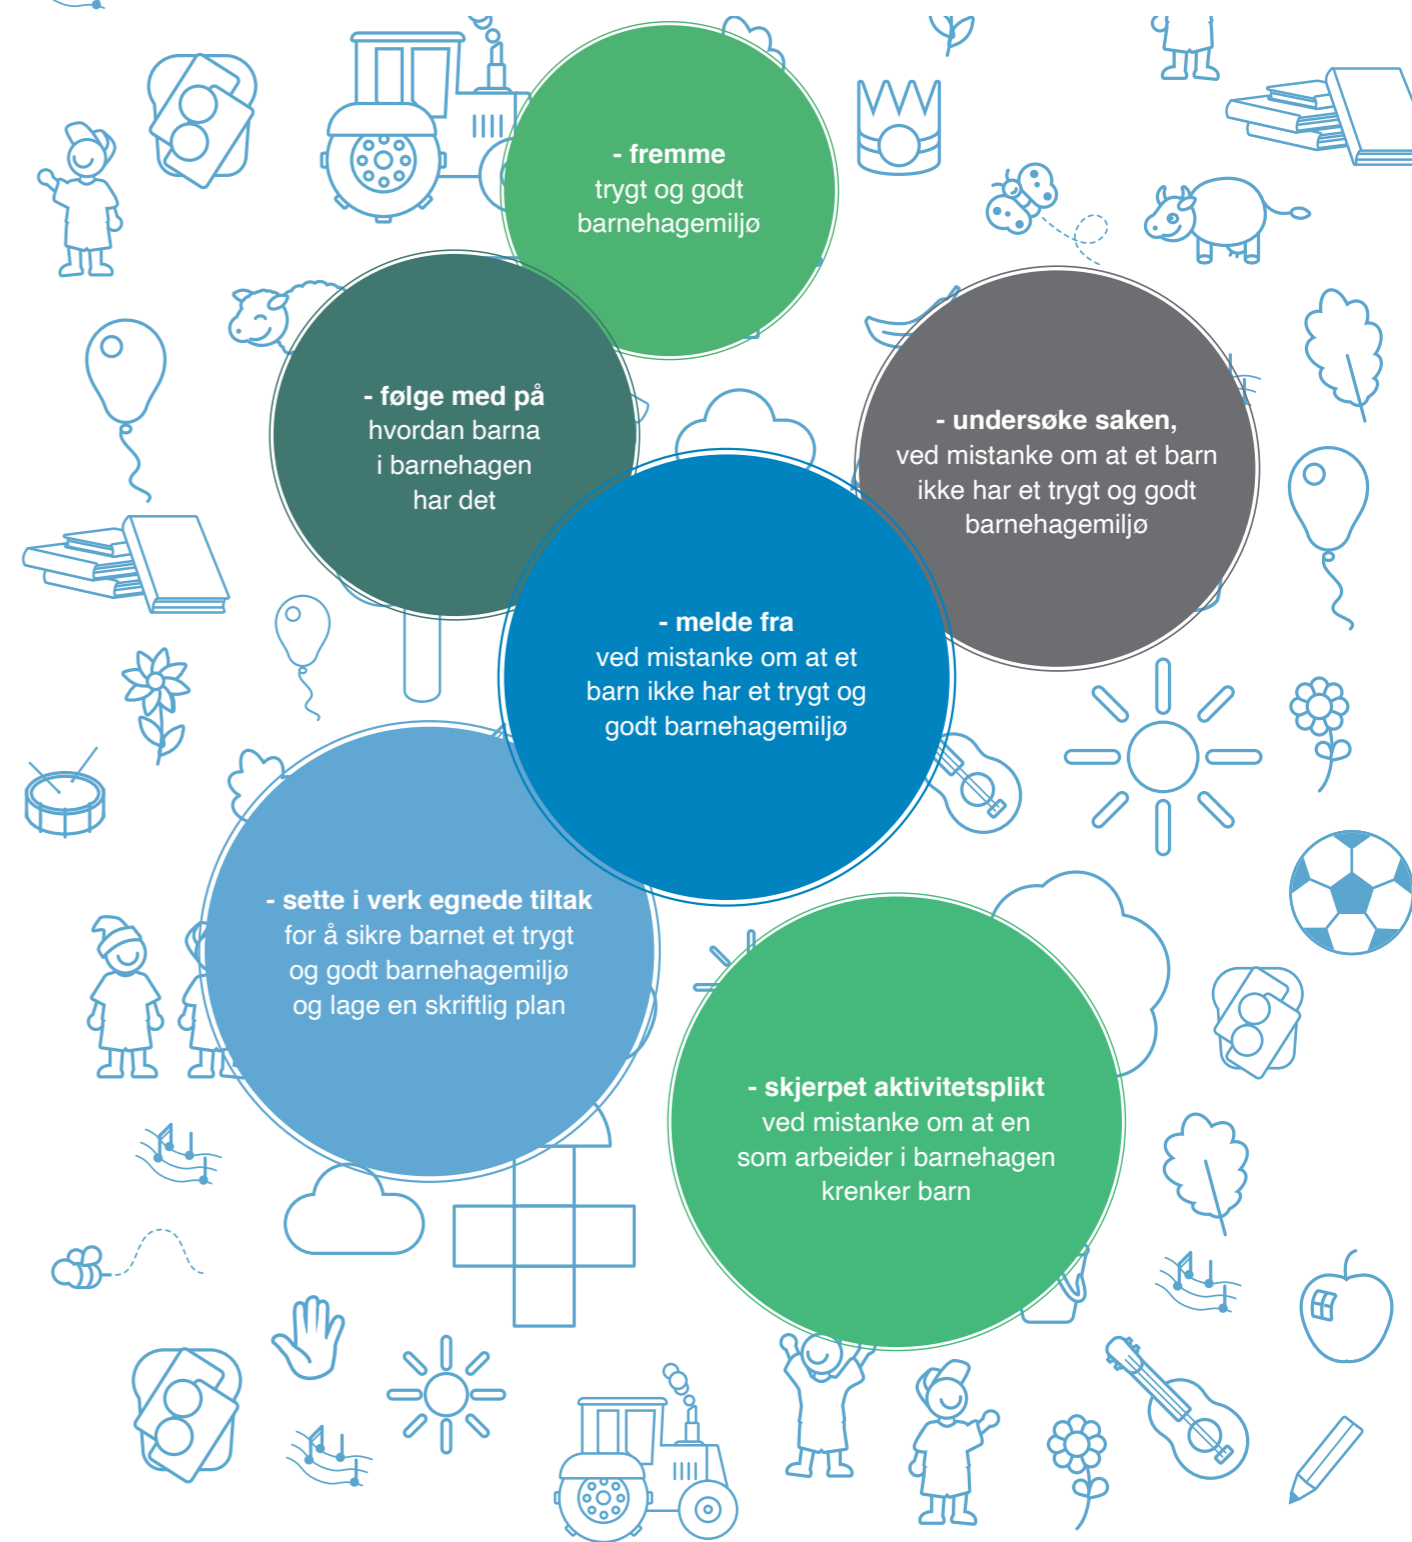 - fremme
trygt og godt
barnehagemiljø
- følge med på
hvordan barna
i barnehagen
har det
- undersøke saken,
ved mistanke om at et barn
ikke har et trygt og godt
barnehagemiljø
- melde fra
ved mistanke om at et
barn ikke har et trygt og
godt barnehagemiljø
- sette i verk egnede tiltak
for å sikre barnet et trygt
og godt barnehagemiljø
og lage en skriftlig plan
- skjerpet aktivitetsplikt
ved mistanke om at en
som arbeider i barnehagen
krenker barn